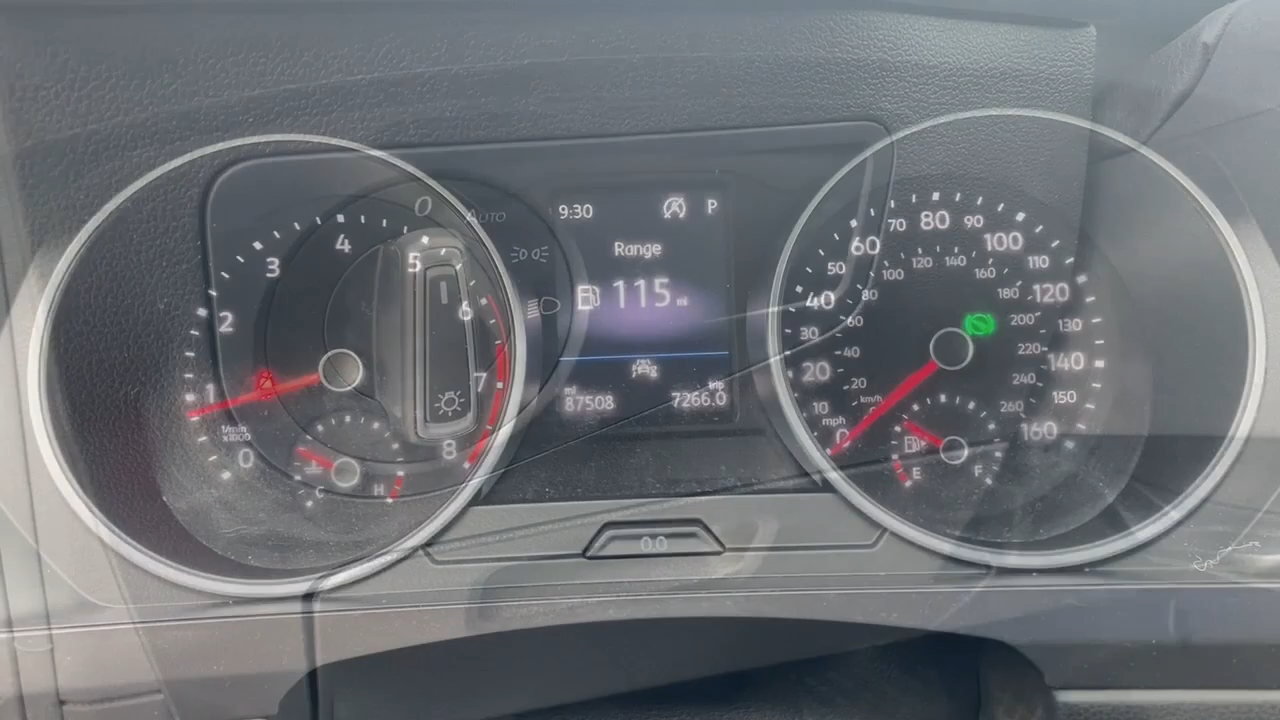 0 AUTO
1 2 3 4 5 6 7 8
0
1/min
x1000
C H
9:30 P
Range
115 mi
mi trip
87508 7266.0
0.0
0 10 20 30 40 50 60 70 80 90 100 110 120 130 140 150 160
mph
20 40 60 80 100 120 140 160 180 200 220 240 260
km/h
E F